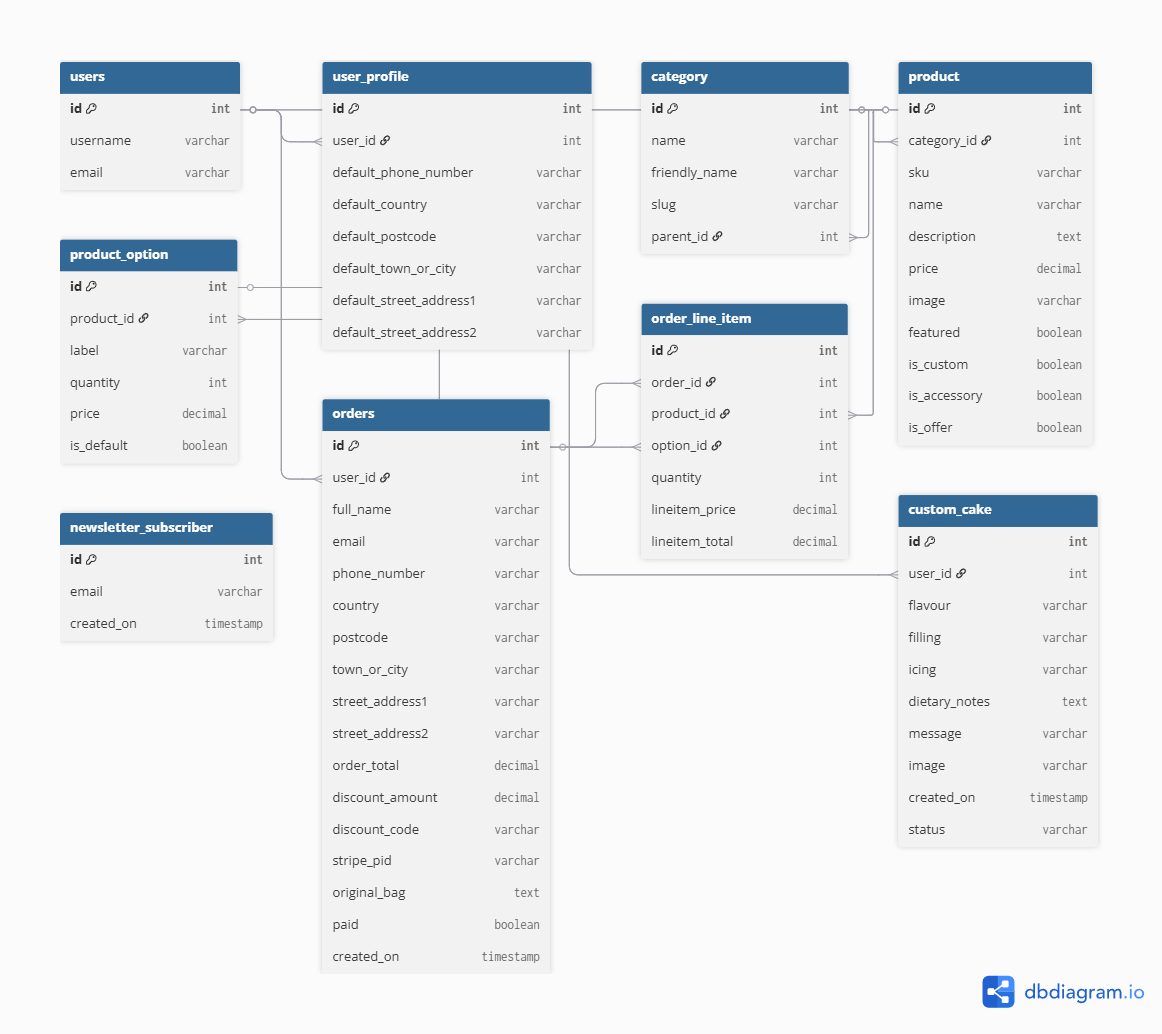 users
id int
username varchar
email varchar
user_profile
id int
user_id int
default_phone_number varchar
default_country varchar
default_postcode varchar
default_town_or_city varchar
default_street_address1 varchar
default_street_address2 varchar
category
id int
name varchar
friendly_name varchar
slug varchar
parent_id int
product
id int
category_id int
sku varchar
name varchar
description text
price decimal
image varchar
featured boolean
is_custom boolean
is_accessory boolean
is_offer boolean
product_option
id int
product_id int
label varchar
quantity int
price decimal
is_default boolean
order_line_item
id int
order_id int
product_id int
option_id int
quantity int
lineitem_price decimal
lineitem_total decimal
orders
id int
user_id int
full_name varchar
email varchar
phone_number varchar
country varchar
postcode varchar
town_or_city varchar
street_address1 varchar
street_address2 varchar
order_total decimal
discount_amount decimal
discount_code varchar
stripe_pid varchar
original_bag text
paid boolean
created_on timestamp
newsletter_subscriber
id int
email varchar
created_on timestamp
custom_cake
id int
user_id int
flavour varchar
filling varchar
icing varchar
dietary_notes text
message varchar
image varchar
created_on timestamp
status varchar
dbdiagram.io